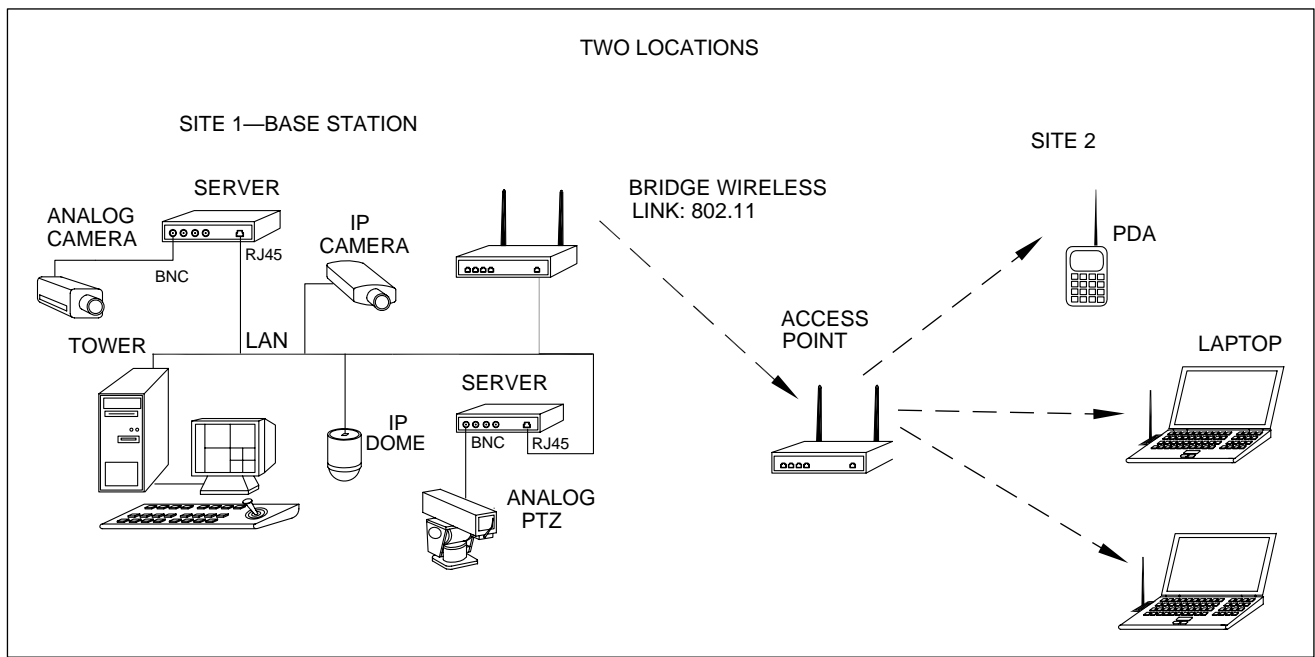 TWO LOCATIONS
SITE 1—BASE STATION
SITE 2
SERVER
ANALOG
CAMERA
BNC
RJ45
IP
CAMERA
BRIDGE WIRELESS
LINK: 802.11
PDA
TOWER
LAN
ACCESS
POINT
LAPTOP
IP
DOME
SERVER
BNC
RJ45
ANALOG
PTZ